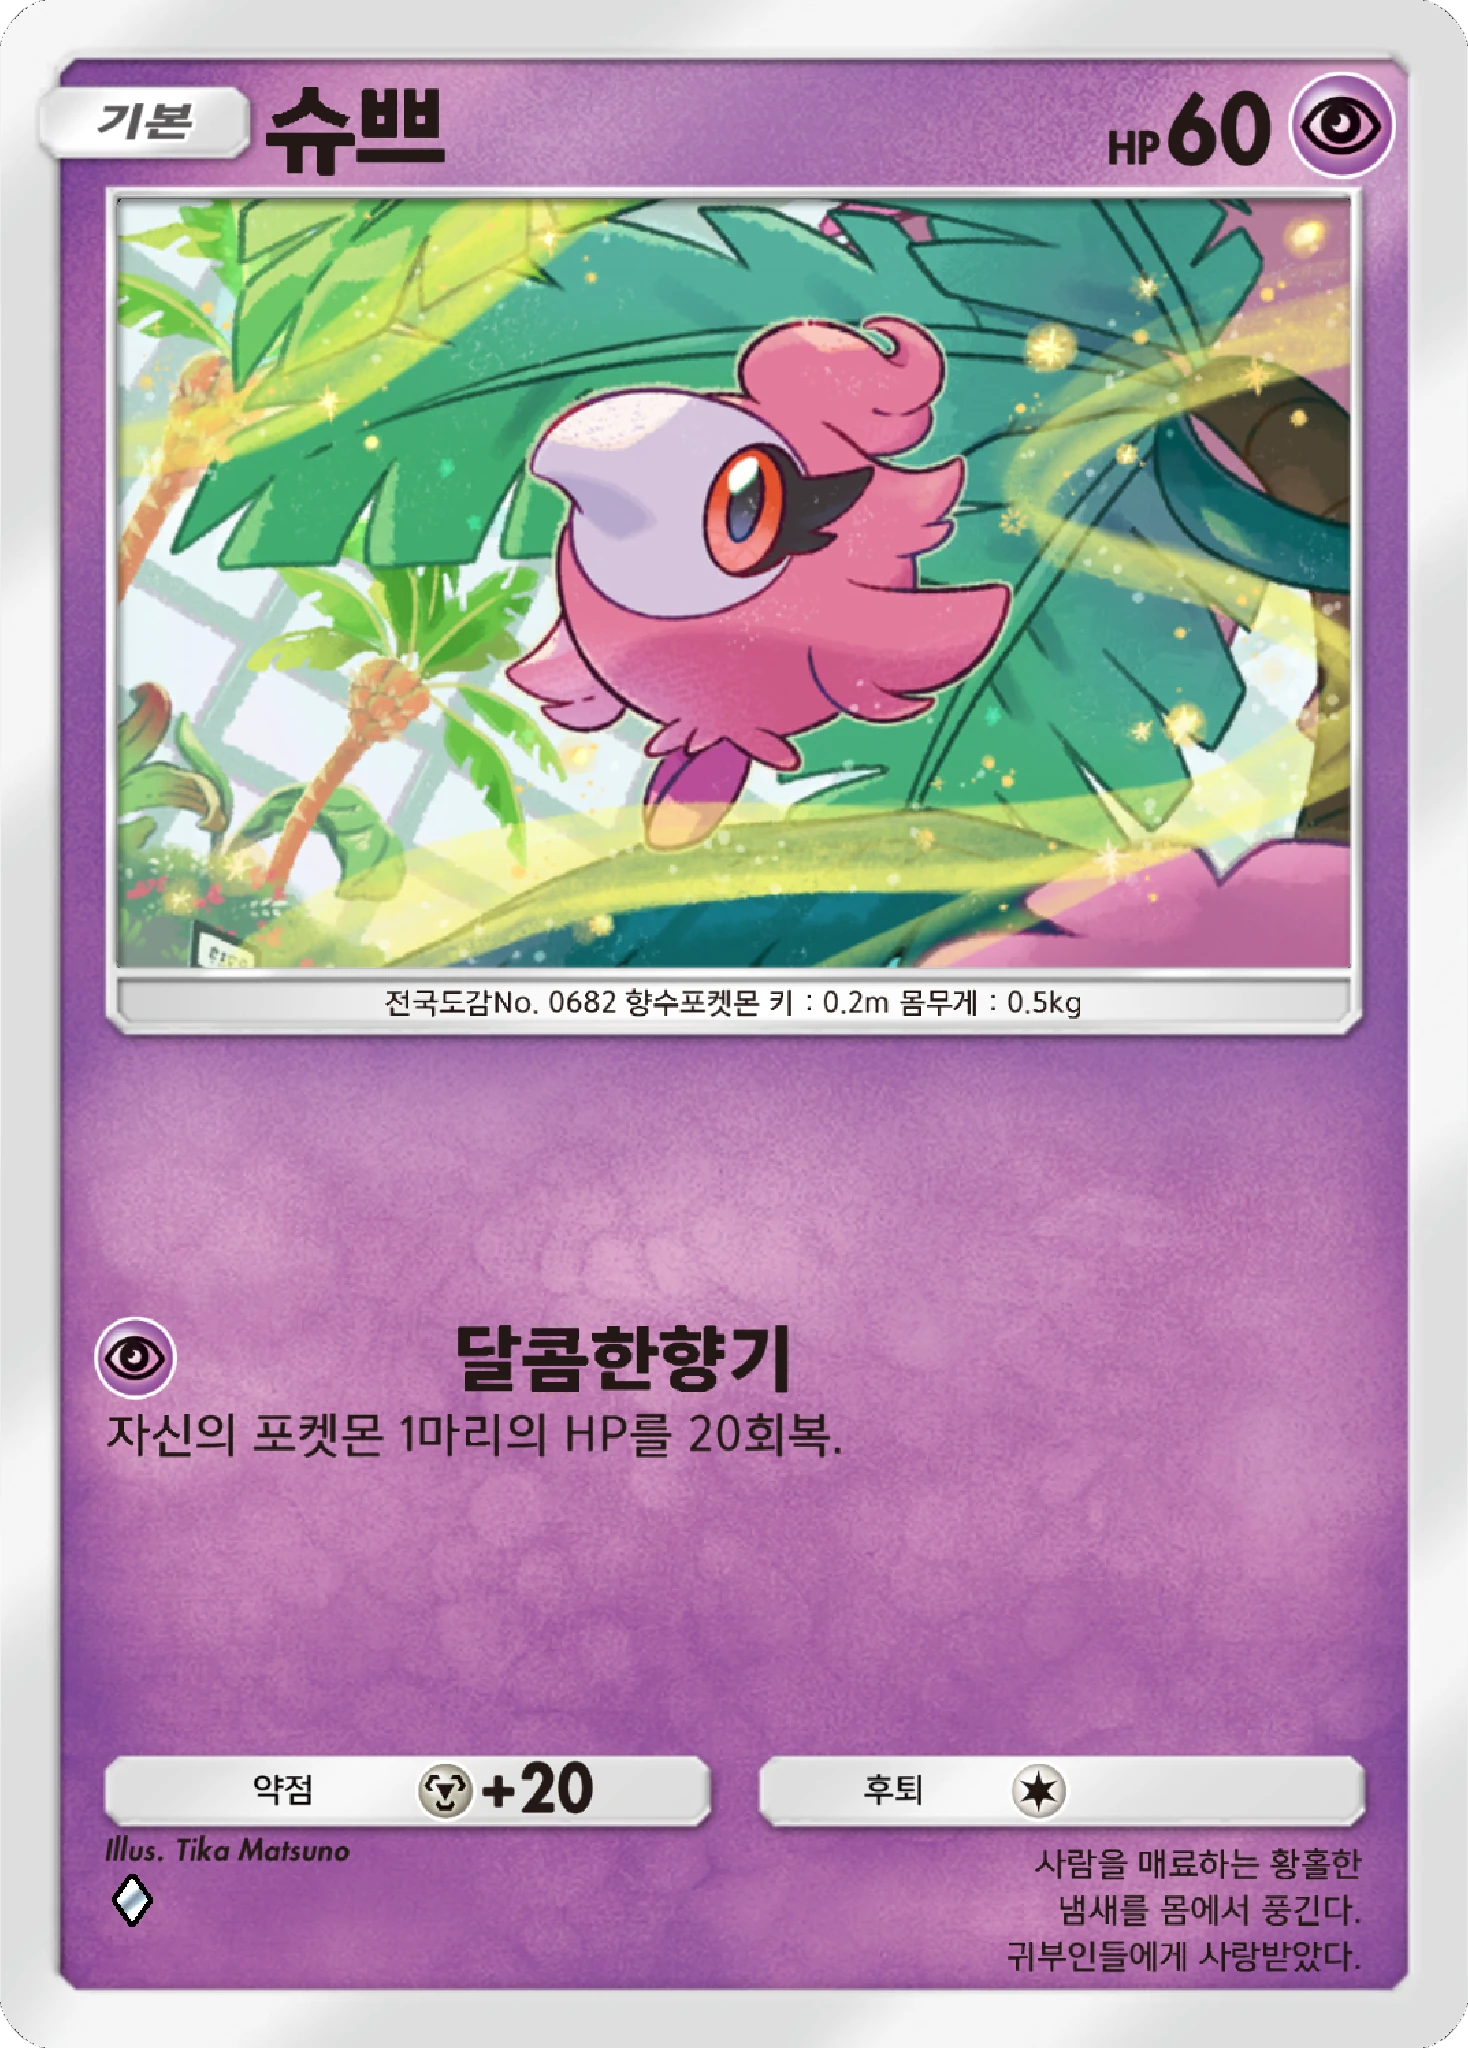 기본 슈쁘 HP 60
전국도감No. 0682 향수포켓몬 키 : 0.2m 몸무게 : 0.5kg
달콤한향기
자신의 포켓몬 1마리의 HP를 20회복.
약점 +20 후퇴
Illus. Tika Matsuno
사람을 매료하는 황홀한
냄새를 몸에서 풍긴다.
귀부인들에게 사랑받았다.